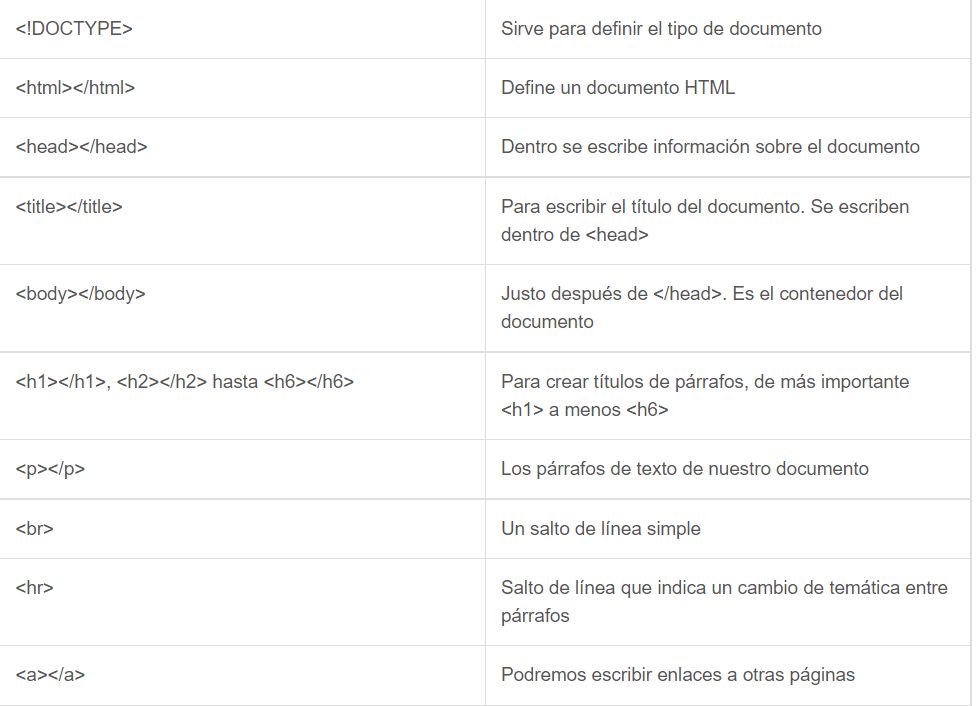 <!DOCTYPE>
Sirve para definir el tipo de documento
<html></html>
Define un documento HTML
<head></head>
Dentro se escribe información sobre el documento
<title></title>
Para escribir el título del documento. Se escriben
dentro de <head>
<body></body>
Justo después de </head>. Es el contenedor del
documento
<h1></h1>, <h2></h2> hasta <h6></h6>
Para crear títulos de párrafos, de más importante
<h1> a menos <h6>
<p></p>
Los párrafos de texto de nuestro documento
<br>
Un salto de línea simple
<hr>
Salto de línea que indica un cambio de temática entre
párrafos
<a></a>
Podremos escribir enlaces a otras páginas